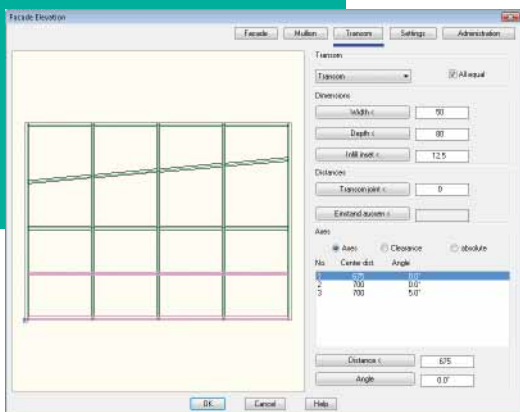 Facade Elevation
Facade Mullion Transom Settings Administration
Transom
Transom All equal
Dimensions
Width < 50
Depth < 80
Infill inset < 12.5
Distances
Transom joint < 0
Einstand aussen <
Axes
Axes Clearance absolute
No. Center dist. Angle
1 675 0.0°
2 700 0.0°
3 700 5.0°
Distance < 675
Angle 0.0°
OK Cancel Help